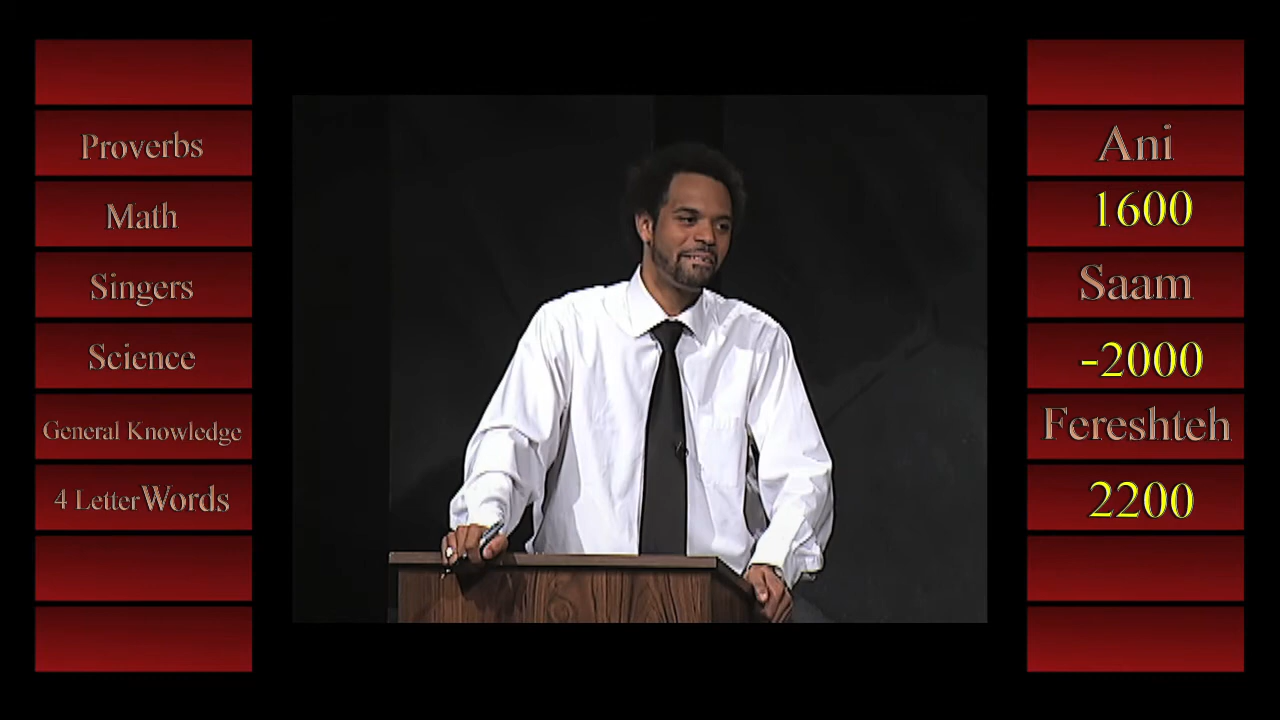 Proverbs
Math
Singers
Science
General Knowledge
4 Letter Words
Ani
1600
Saam
-2000
Fereshteh
2200